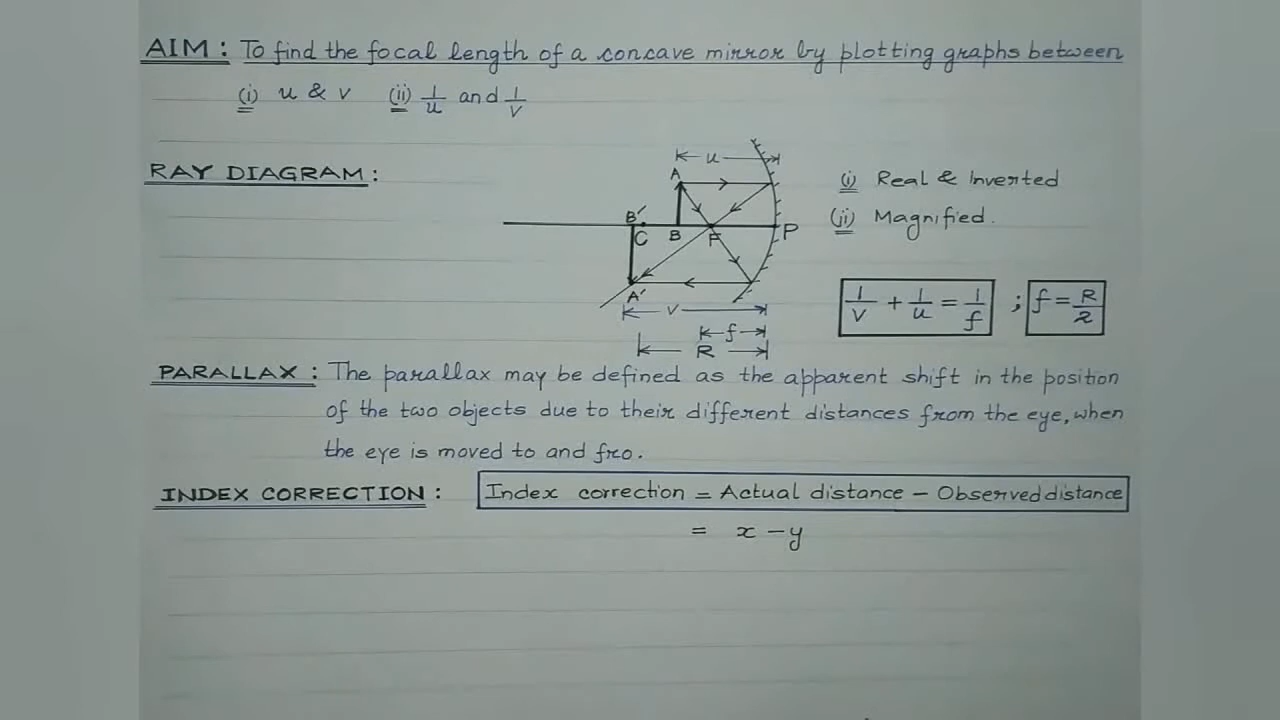 AIM : To find the focal length of a concave mirror by plotting graphs between
(i) u & v (ii) 1/u and 1/v
RAY DIAGRAM :
u
A
B'
C
B
F
P
A'
v
f
R
(i) Real & Inverted
(ii) Magnified.
1/v + 1/u = 1/f ; f = R/2
PARALLAX : The parallax may be defined as the apparent shift in the position
of the two objects due to their different distances from the eye, when
the eye is moved to and fro.
INDEX CORRECTION : Index correction = Actual distance - Observed distance
= x - y